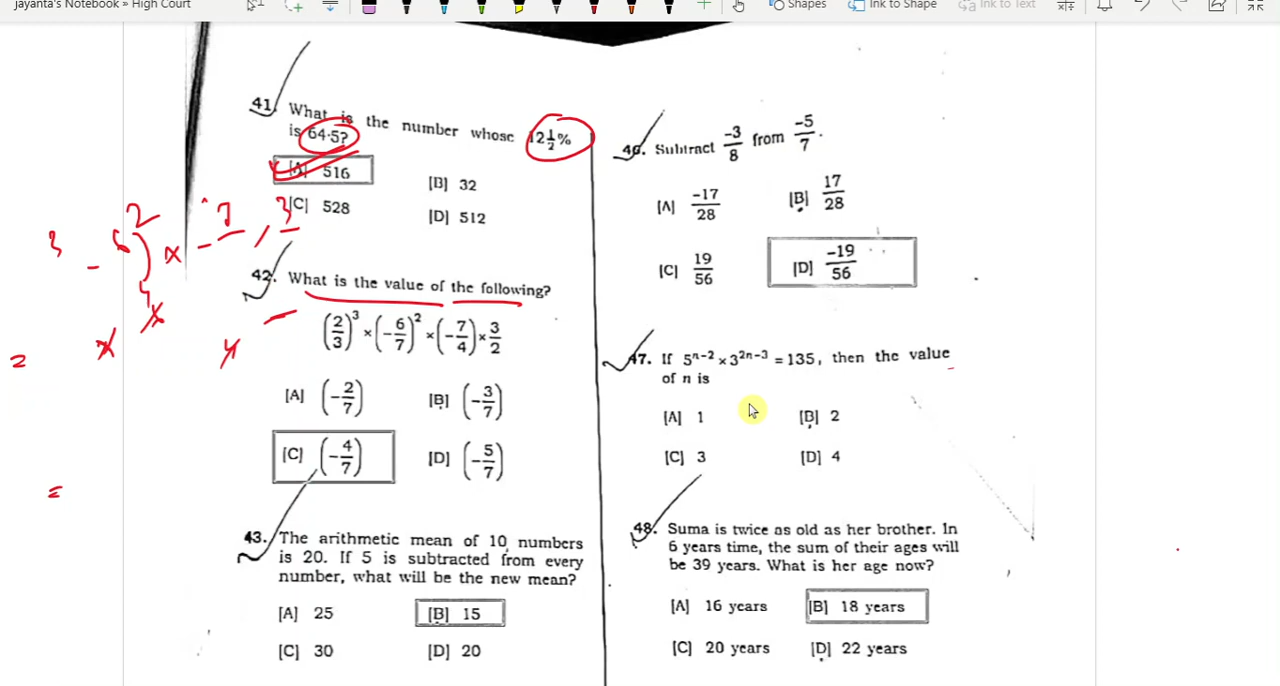 jayanta's Notebook » High Court
Shapes
Ink to Shape
Ink to Text
41. What is the number whose 12 1/2 %
is 64·5?
[A] 516
[B] 32
[C] 528
[D] 512
42. What is the value of the following?
(2/3)³ × (-6/7)² × (-7/4) × 3/2
[A] (-2/7)
[B] (-3/7)
[C] (-4/7)
[D] (-5/7)
43. The arithmetic mean of 10 numbers
is 20. If 5 is subtracted from every
number, what will be the new mean?
[A] 25
[B] 15
[C] 30
[D] 20
46. Subtract -3/8 from -5/7.
[A] -17/28
[B] 17/28
[C] 19/56
[D] -19/56
47. If 5ⁿ⁻² × 3²ⁿ⁻³ = 135, then the value
of n is
[A] 1
[B] 2
[C] 3
[D] 4
48. Suma is twice as old as her brother. In
6 years time, the sum of their ages will
be 39 years. What is her age now?
[A] 16 years
[B] 18 years
[C] 20 years
[D] 22 years